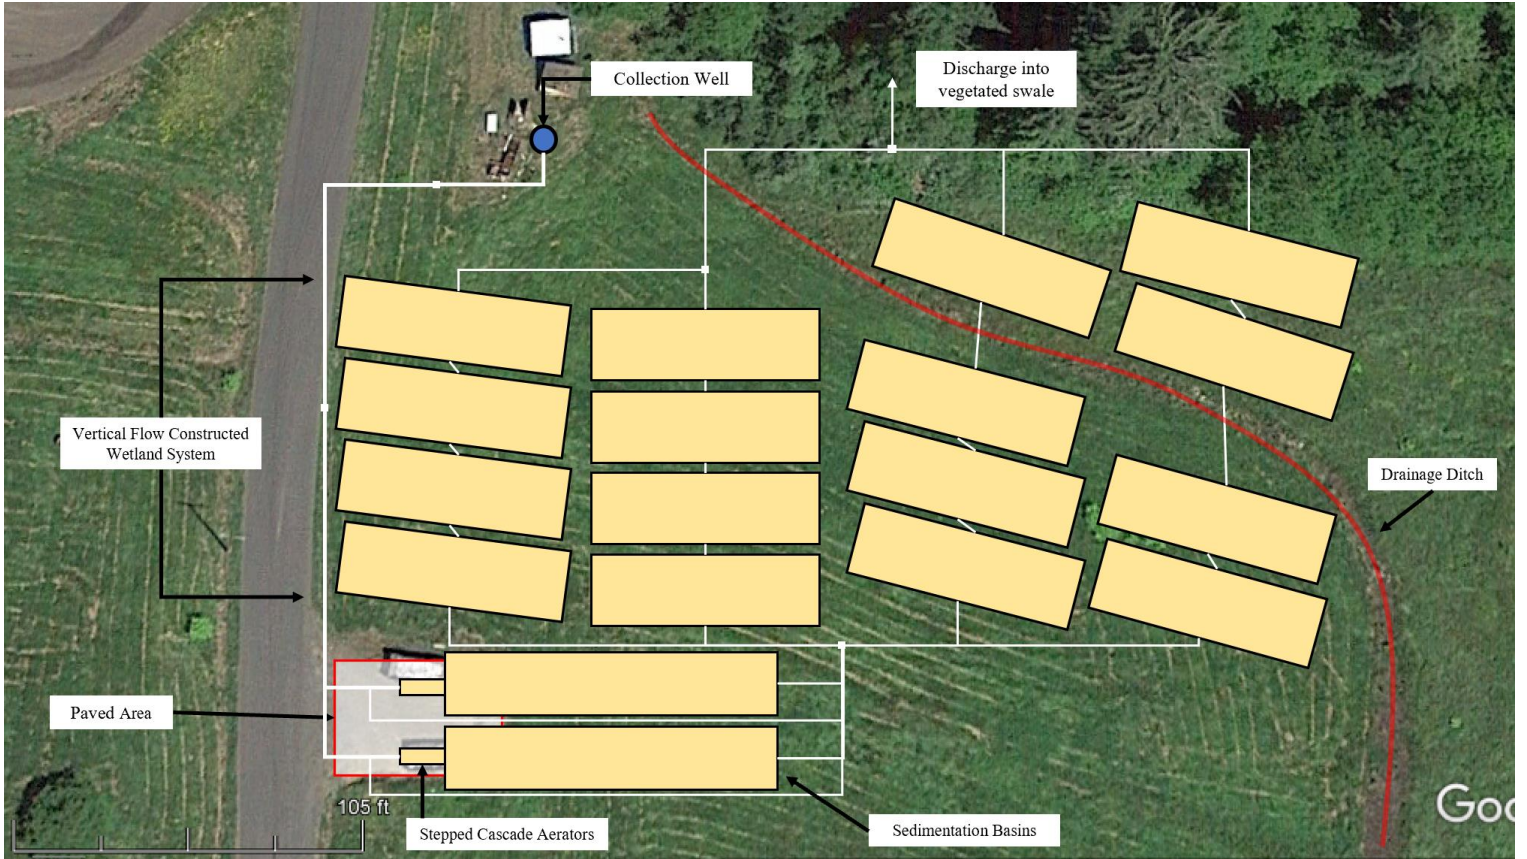 Collection Well
Discharge into
vegetated swale
Vertical Flow Constructed
Wetland System
Drainage Ditch
Paved Area
105 ft
Stepped Cascade Aerators
Sedimentation Basins
Goo